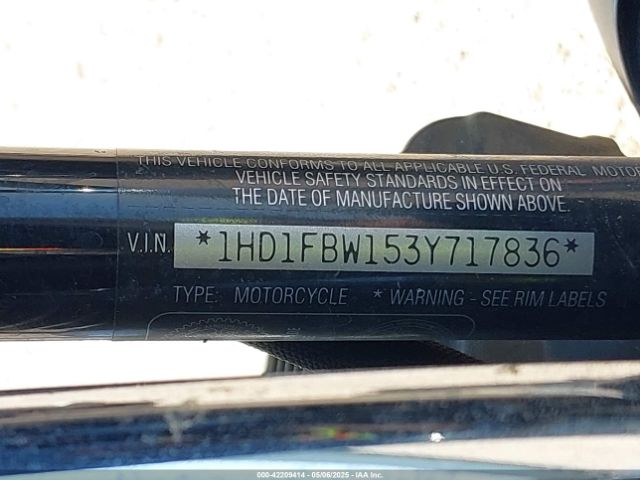 THIS VEHICLE CONFORMS TO ALL APPLICABLE U.S. FEDERAL MOTOR
VEHICLE SAFETY STANDARDS IN EFFECT ON
THE DATE OF MANUFACTURE SHOWN ABOVE.
V.I.N. *1HD1FBW153Y717836*
TYPE: MOTORCYCLE * WARNING - SEE RIM LABELS
000-42209414 - 05/06/2025 - IAA Inc.